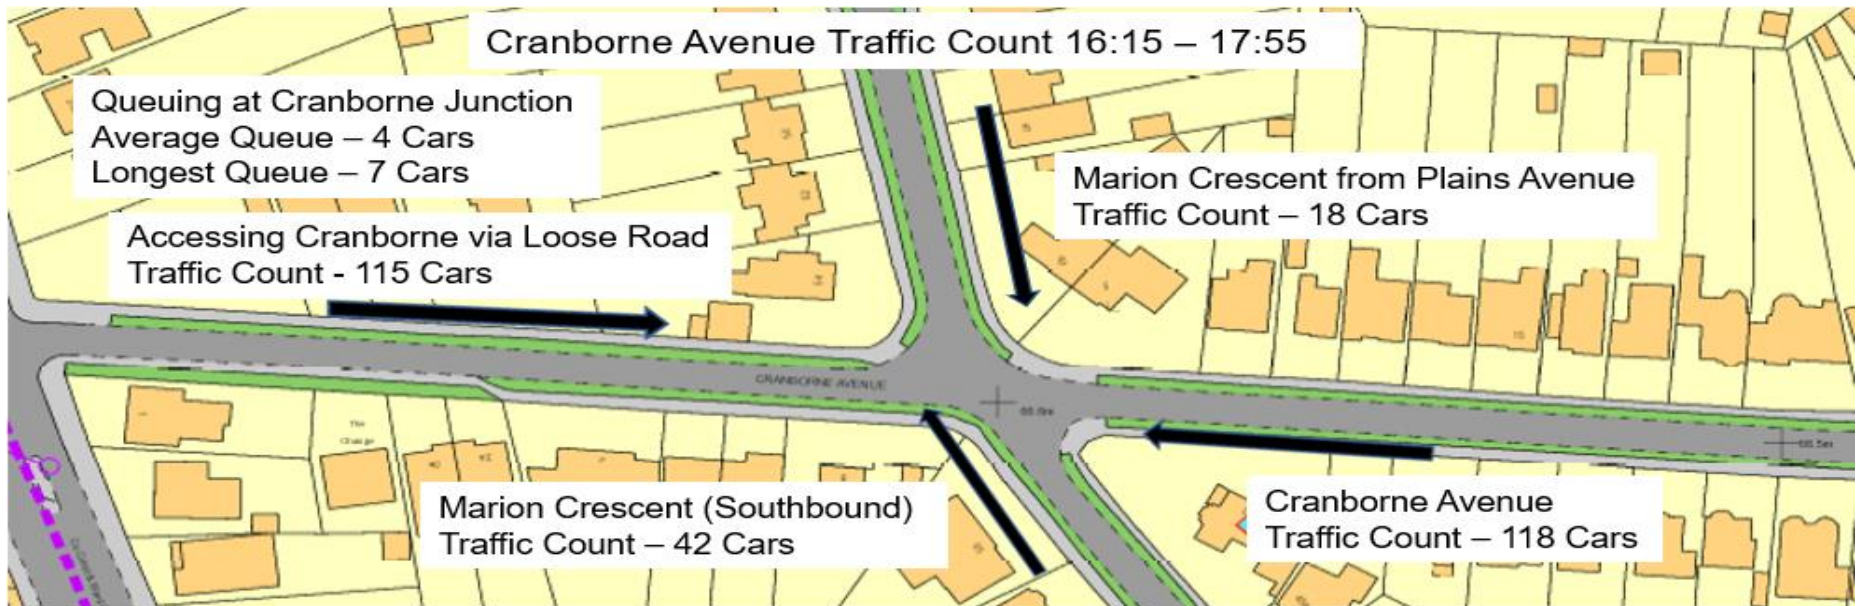 Cranborne Avenue Traffic Count 16:15 – 17:55
Queuing at Cranborne Junction
Average Queue – 4 Cars
Longest Queue – 7 Cars
Marion Crescent from Plains Avenue
Traffic Count – 18 Cars
Accessing Cranborne via Loose Road
Traffic Count - 115 Cars
CRANBORNE AVENUE
Marion Crescent (Southbound)
Traffic Count – 42 Cars
Cranborne Avenue
Traffic Count – 118 Cars